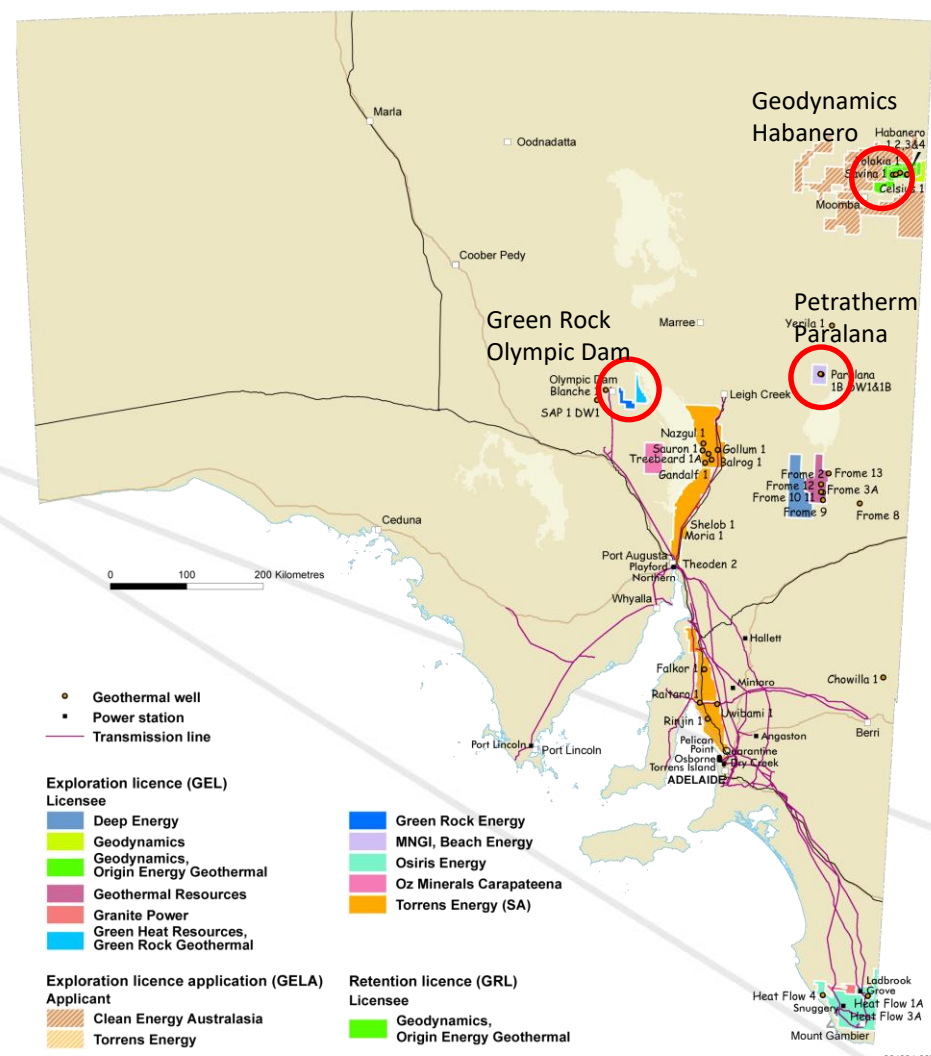 Geodynamics
Habanero
Habanero
1,2,3&4
Marla
Oodnadatta
Jolokia 1
Savina 1
Celsius 1
Moomba
Coober Pedy
Petratherm
Paralana
Green Rock
Olympic Dam
Marree
Yerila 1
Olympic Dam
Blanche 1
SAP 1 DW1
Paralana
1B DW1&1B
Leigh Creek
Nazgul 1
Sauron 1
Gollum 1
Treebeard 1A
Balrog 1
Gandalf 1
Frome 2
Frome 13
Frome 12
Frome 3A
Frome 10 11
Frome 9
Frome 8
Ceduna
Shelob 1
Moria 1
Port Augusta
Playford
Northern
Theoden 2
0 100 200 Kilometres
Whyalla
Hallett
Falkor 1
Mintaro
Chowilla 1
Raitaro 1
Uwibami 1
Rinjin 1
Berri
Angaston
Port Lincoln
Port Lincoln
Pelican
Point
Quarantine
Osborne
Dry Creek
Torrens Island
ADELAIDE
Geothermal well
Power station
Transmission line
Exploration licence (GEL)
Licensee
Deep Energy
Geodynamics
Geodynamics,
Origin Energy Geothermal
Geothermal Resources
Granite Power
Green Heat Resources,
Green Rock Geothermal
Green Rock Energy
MNGI, Beach Energy
Osiris Energy
Oz Minerals Carapateena
Torrens Energy (SA)
Exploration licence application (GELA)
Applicant
Clean Energy Australasia
Torrens Energy
Retention licence (GRL)
Licensee
Geodynamics,
Origin Energy Geothermal
Ladbrook
Grove
Heat Flow 4
Heat Flow 1A
Snuggery
Heat Flow 3A
Mount Gambier